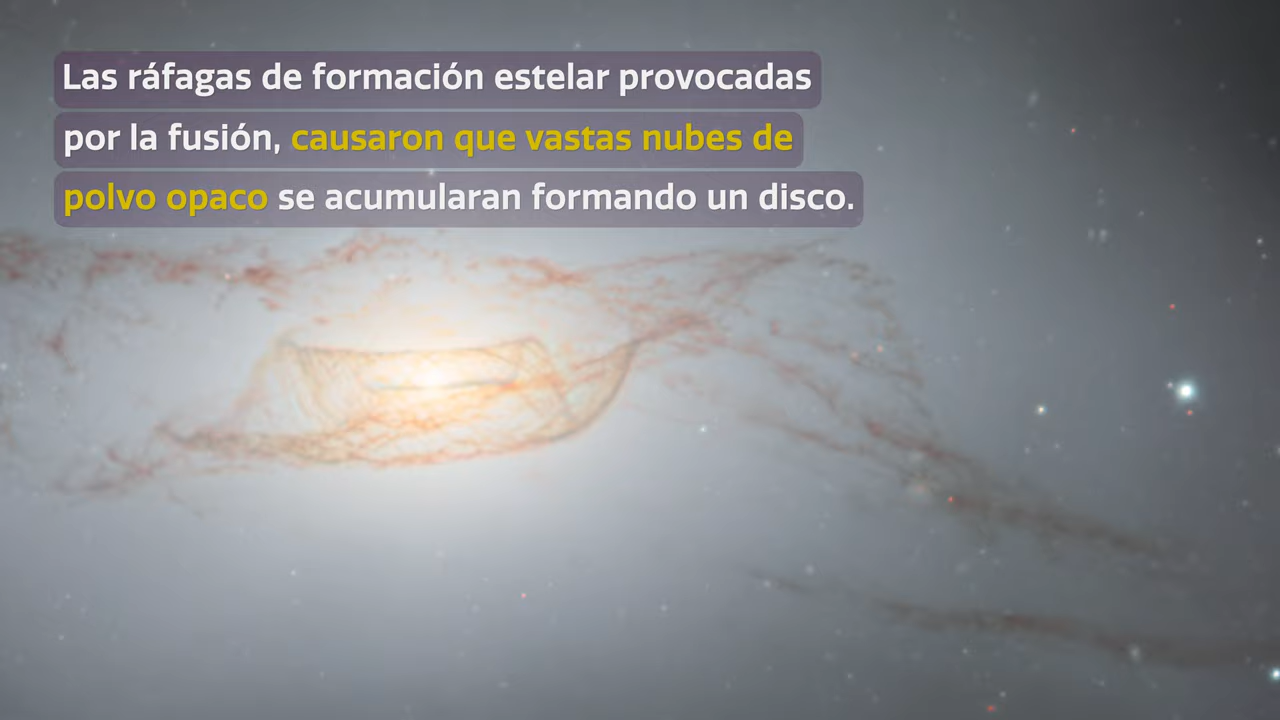 Las ráfagas de formación estelar provocadas
por la fusión, causaron que vastas nubes de
polvo opaco se acumularan formando un disco.